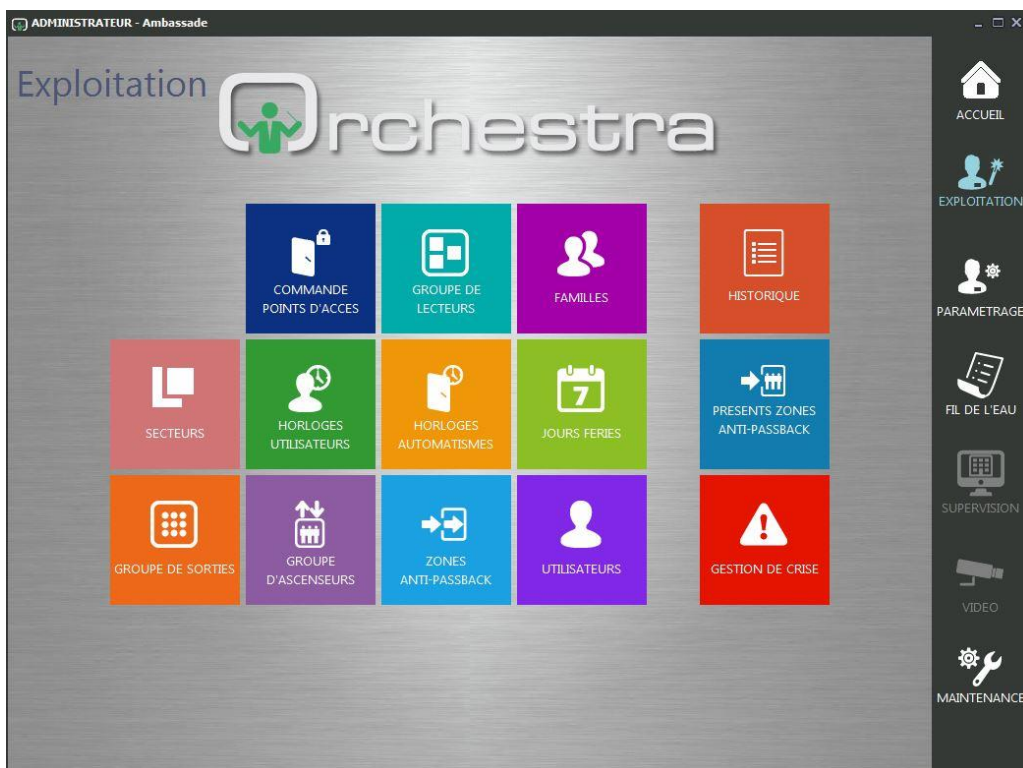 ADMINISTRATEUR - Ambassade
Exploitation
Orchestra
COMMANDE
POINTS D'ACCES
GROUPE DE
LECTEURS
FAMILLES
HISTORIQUE
SECTEURS
HORLOGES
UTILISATEURS
HORLOGES
AUTOMATISMES
7
JOURS FERIES
PRESENTS ZONES
ANTI-PASSBACK
GROUPE DE SORTIES
GROUPE
D'ASCENSEURS
ZONES
ANTI-PASSBACK
UTILISATEURS
GESTION DE CRISE
ACCUEIL
EXPLOITATION
PARAMETRAGE
FIL DE L'EAU
SUPERVISION
VIDEO
MAINTENANCE